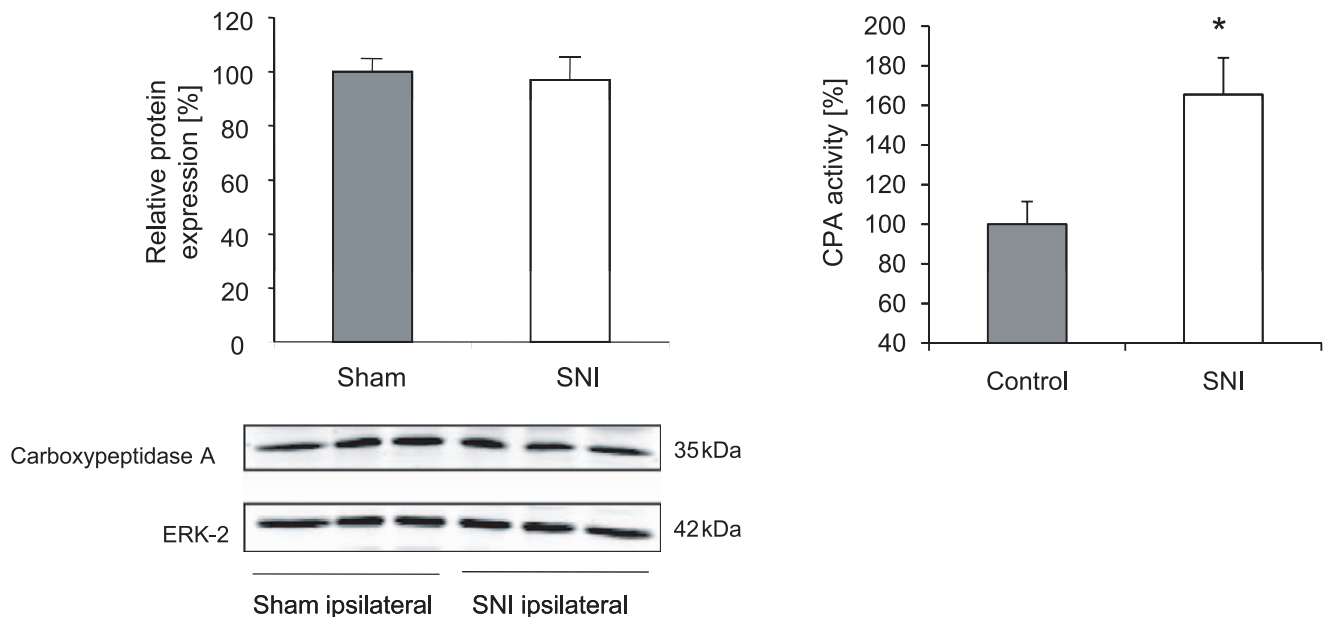 Relative protein
expression [%]
120
100
80
60
40
20
0
Sham SNI
Carboxypeptidase A 35 kDa
ERK-2 42 kDa
Sham ipsilateral SNI ipsilateral
CPA activity [%]
200
180
160
140
120
100
80
60
40
*
Control SNI